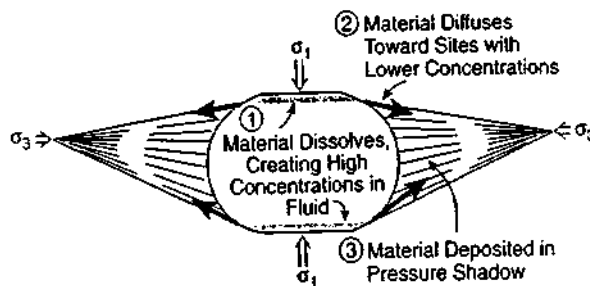 ② Material Diffuses
Toward Sites with
Lower Concentrations
σ1
① 
Material Dissolves,
Creating High
Concentrations in
Fluid
σ3
σ3
③ Material Deposited in
Pressure Shadow
σ1